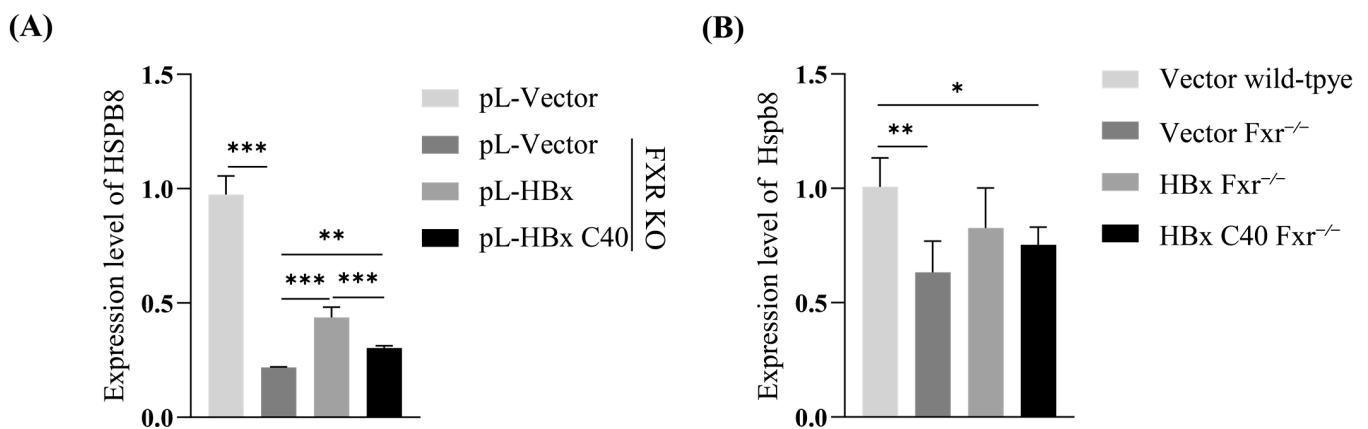 (A)
Expression level of HSPB8
1.5
1.0
0.5
0.0
***
**
***
***
pL-Vector
pL-Vector
pL-HBx
pL-HBx C40
FXR KO
(B)
Expression level of Hspb8
1.5
1.0
0.5
0.0
*
**
Vector wild-tpye
Vector Fxr⁻/⁻
HBx Fxr⁻/⁻
HBx C40 Fxr⁻/⁻